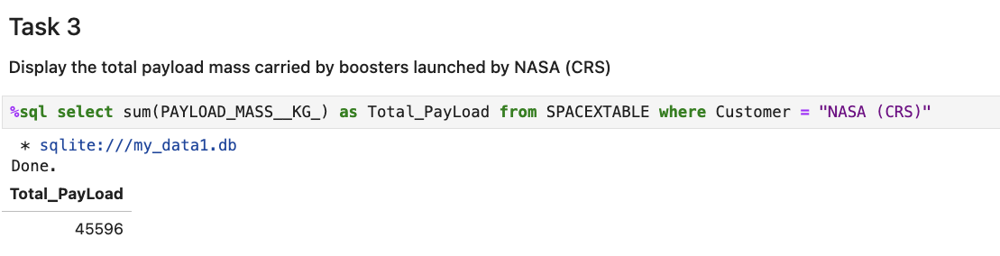 Task 3
Display the total payload mass carried by boosters launched by NASA (CRS)
%sql select sum(PAYLOAD_MASS__KG_) as Total_PayLoad from SPACEXTABLE where Customer = "NASA (CRS)"
* sqlite:///my_data1.db
Done.
Total_PayLoad
45596